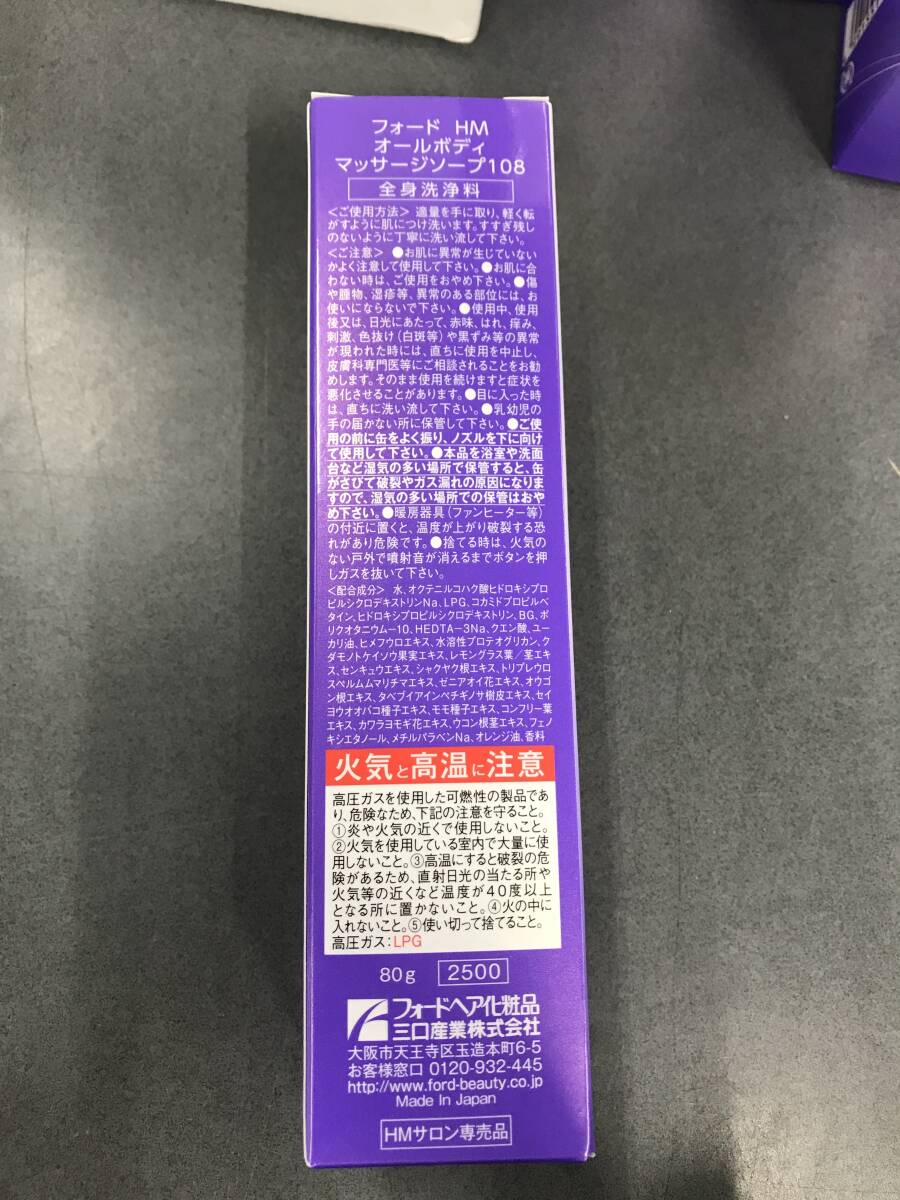 フォード HM
オールボディ
マッサージソープ108
全身洗浄料
＜ご使用方法＞ 適量を手に取り、軽く転
がすように肌につけ洗います。すすぎ残し
のないように丁寧に洗い流して下さい。
＜ご注意＞ ●お肌に異常が生じていない
かよく注意して使用して下さい。●お肌に合
わない時は、ご使用をおやめ下さい。●傷
や腫物、湿疹等、異常のある部位には、お
使いにならないで下さい。●使用中、使用
後又は、日光にあたって、赤味、はれ、痒み、
刺激、色抜け(白斑等)や黒ずみ等の異常
が現われた時には、直ちに使用を中止し、
皮膚科専門医等にご相談されることをお勧
めします。そのまま使用を続けますと症状を
悪化させることがあります。●目に入った時
は、直ちに洗い流して下さい。●乳幼児の
手の届かない所に保管して下さい。●ご使
用の前に缶をよく振り、ノズルを下に向け
て使用して下さい。●本品を浴室や洗面
台など湿気の多い場所で保管すると、缶
がさびて破裂やガス漏れの原因になりま
すので、湿気の多い場所での保管はおや
め下さい。●暖房器具(ファンヒーター等)
の付近に置くと、温度が上がり破裂する恐
れがあり危険です。●捨てる時は、火気の
ない戸外で噴射音が消えるまでボタンを押
しガスを抜いて下さい。
＜配合成分＞ 水、オクテニルコハク酸ヒドロキシプロ
ピルシクロデキストリンNa、LPG、コカミドプロピルベ
タイン、ヒドロキシプロピルシクロデキストリン、BG、ポ
リクオタニウム-10、HEDTA-3Na、クエン酸、ユー
カリ油、ヒメフウロエキス、水溶性プロテオグリカン、ク
ダモノトケイソウ果実エキス、レモングラス葉/茎エキ
ス、センキュウエキス、シャクヤク根エキス、トリプレウロ
スペルムムマリチマエキス、ゼニアオイ花エキス、オウゴ
ン根エキス、タベブイアインペチギノサ樹皮エキス、セイ
ヨウオオバコ種子エキス、モモ種子エキス、コンフリー葉
エキス、カワラヨモギ花エキス、ウコン根茎エキス、フェノ
キシエタノール、メチルパラベンNa、オレンジ油、香料
火気と高温に注意
高圧ガスを使用した可燃性の製品であ
り、危険なため、下記の注意を守ること。
①炎や火気の近くで使用しないこと。
②火気を使用している室内で大量に使
用しないこと。③高温にすると破裂の危
険があるため、直射日光の当たる所や
火気等の近くなど温度が40度以上
となる所に置かないこと。④火の中に
入れないこと。⑤使い切って捨てること。
高圧ガス：LPG
80g 2500
フォードヘア化粧品
三口産業株式会社
大阪市天王寺区玉造本町6-5
お客様窓口 0120-932-445
http://www.ford-beauty.co.jp
Made In Japan
HMサロン専売品